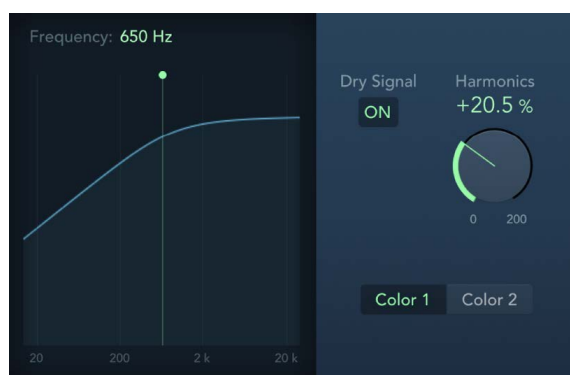 Frequency: 650 Hz
Dry Signal
ON
Harmonics
+20.5 %
0 200
Color 1 Color 2
20 200 2 k 20 k